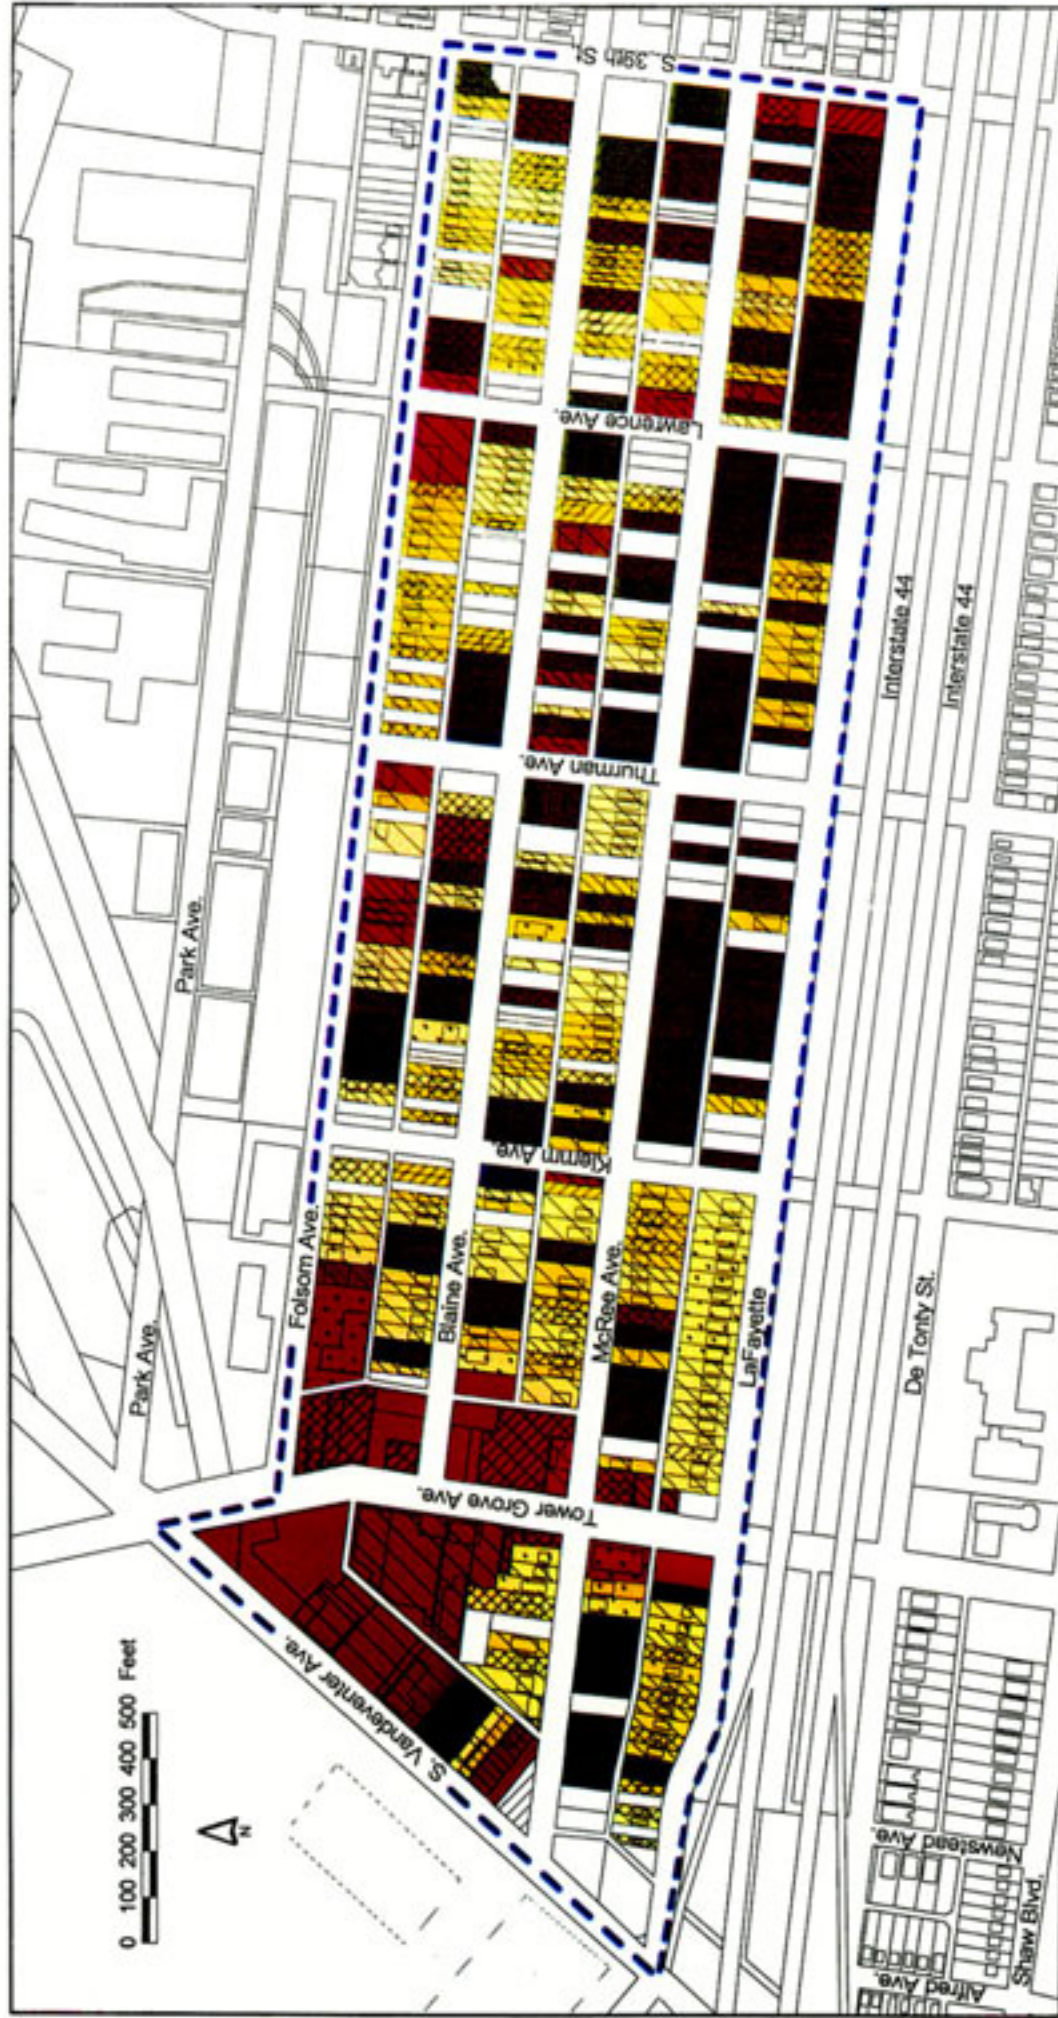 S. 39th St.
Lawrence Ave.
Interstate 44
Interstate 44
Thurman Ave.
Park Ave.
Klemm Ave.
Folsom Ave.
Blaine Ave.
McRee Ave.
LaFayette
De Tonty St.
Park Ave.
Tower Grove Ave.
S. Vandeventer Ave.
0 100 200 300 400 500 Feet
N
Newstead Ave.
Alfred Ave.
Shaw Blvd.